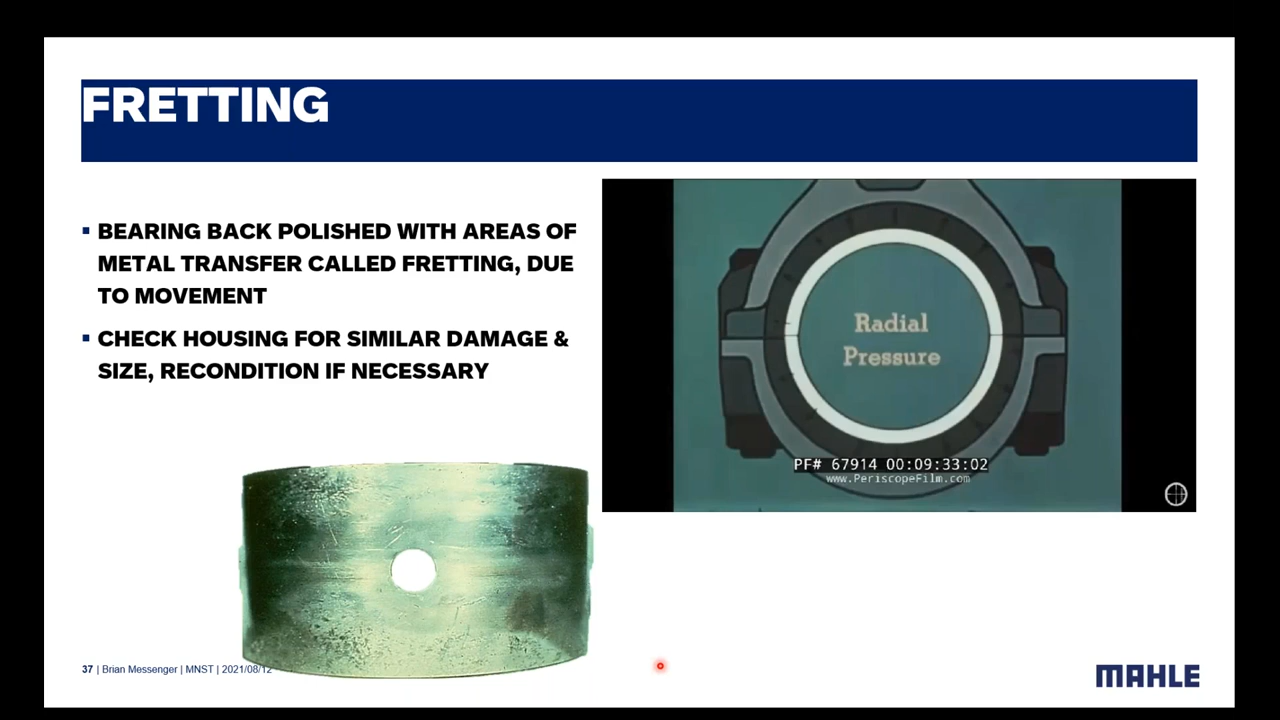 FRETTING
▪ BEARING BACK POLISHED WITH AREAS OF
METAL TRANSFER CALLED FRETTING, DUE
TO MOVEMENT
▪ CHECK HOUSING FOR SIMILAR DAMAGE &
SIZE, RECONDITION IF NECESSARY
Radial
Pressure
PF# 67914 00:09:33:02
www.PeriscopeFilm.com
37 | Brian Messenger | MNST | 2021/08/12
MAHLE